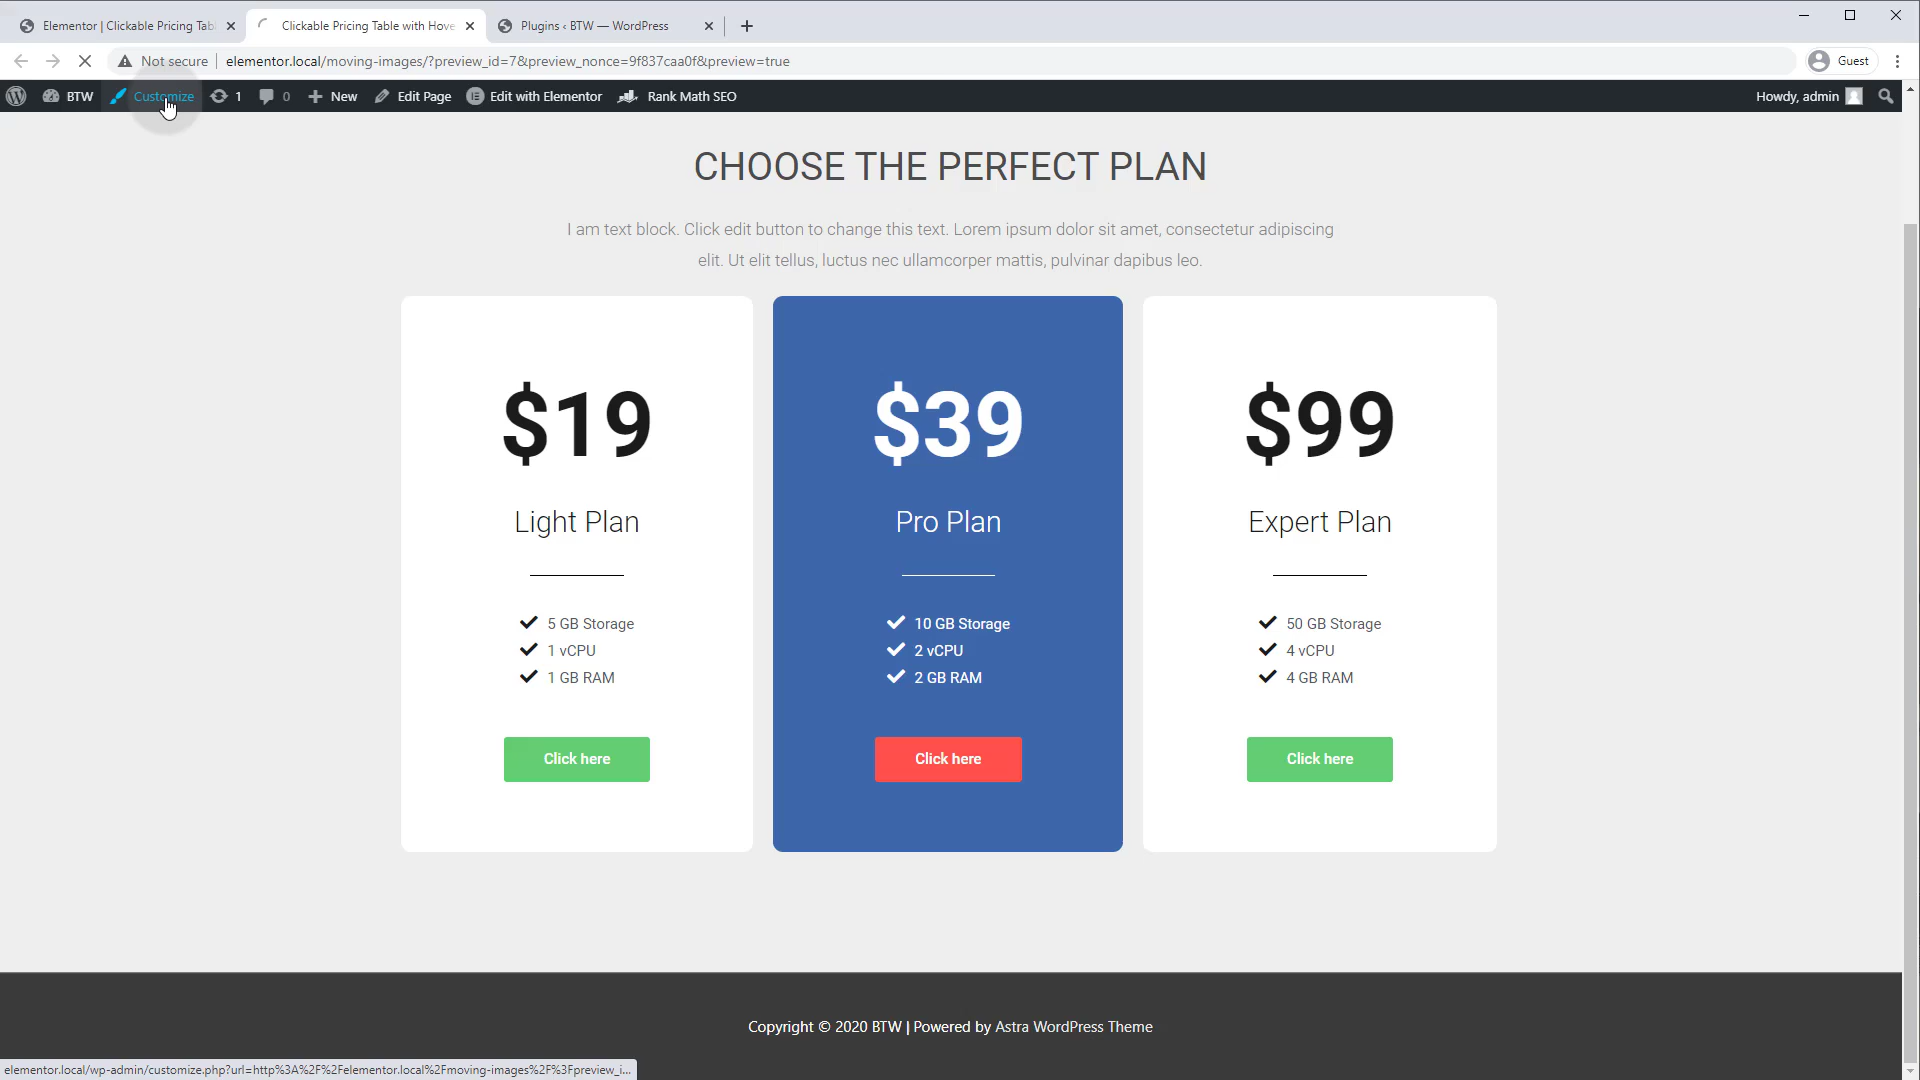 Elementor | Clickable Pricing Tab
Clickable Pricing Table with Hove
Plugins ‹ BTW — WordPress
Not secure
elementor.local/moving-images/?preview_id=7&preview_nonce=9f837caa0f&preview=true
Guest
BTW
Customize
1
0
New
Edit Page
Edit with Elementor
Rank Math SEO
Howdy, admin
CHOOSE THE PERFECT PLAN
I am text block. Click edit button to change this text. Lorem ipsum dolor sit amet, consectetur adipiscing
elit. Ut elit tellus, luctus nec ullamcorper mattis, pulvinar dapibus leo.
$19
Light Plan
5 GB Storage
1 vCPU
1 GB RAM
Click here
$39
Pro Plan
10 GB Storage
2 vCPU
2 GB RAM
Click here
$99
Expert Plan
50 GB Storage
4 vCPU
4 GB RAM
Click here
Copyright © 2020 BTW | Powered by Astra WordPress Theme
elementor.local/wp-admin/customize.php?url=http%3A%2F%2Felementor.local%2Fmoving-images%2F%3Fpreview_i...